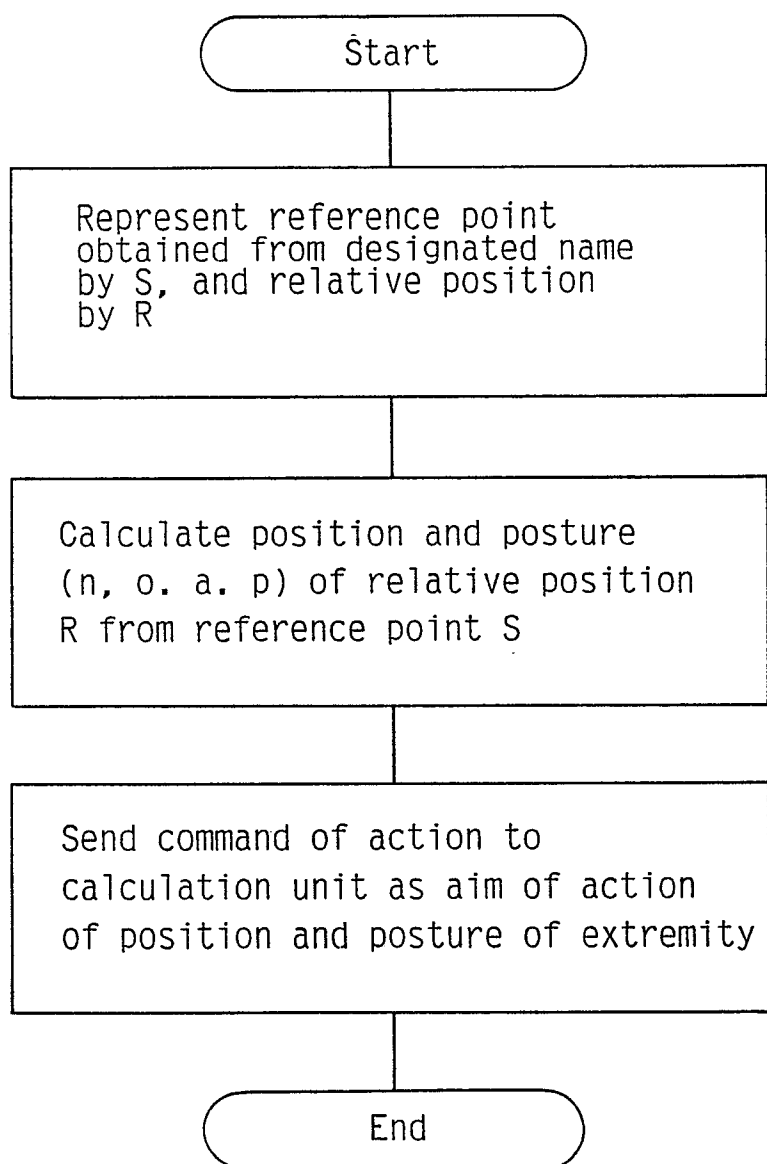 Start
Represent reference point
obtained from designated name
by S, and relative position
by R
Calculate position and posture
(n, o. a. p) of relative position
R from reference point S
Send command of action to
calculation unit as aim of action
of position and posture of extremity
End